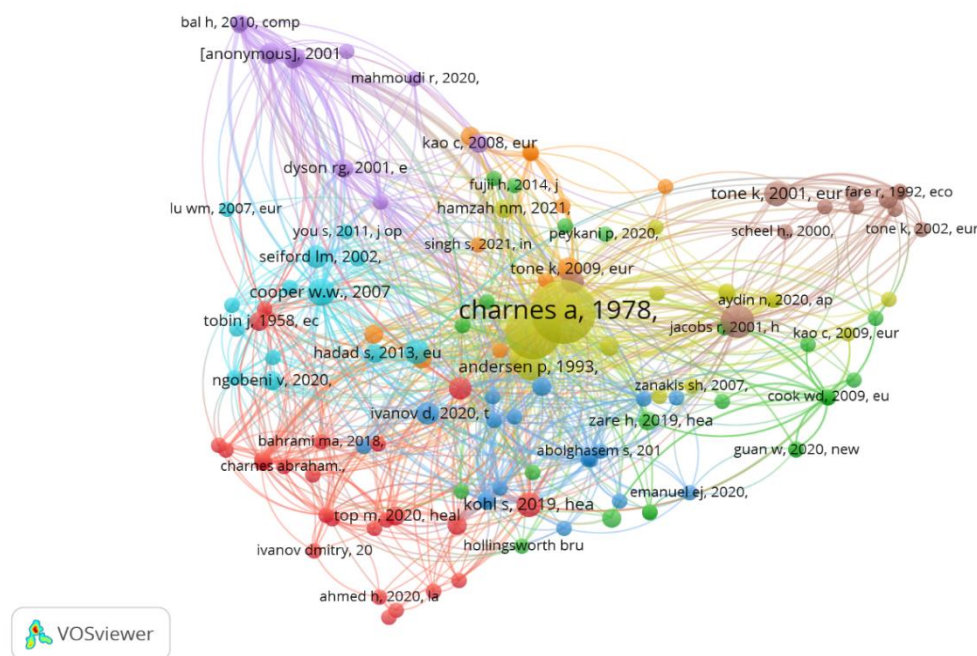 bal h, 2010, comp
[anonymous], 2001
mahmoudi r, 2020,
kao c, 2008, eur
dyson rg, 2001, e
fujii h, 2014, j
tone k, 2001, eur
fare r, 1992, eco
lu wm, 2007, eur
hamzah nm, 2021,
you s, 2011, j op
peykani p, 2020,
scheel h., 2000,
tone k, 2002, eur
singh s, 2021, in
seiford lm, 2002,
tone k, 2009, eur
cooper w.w., 2007
charnes a, 1978,
aydin n, 2020, ap
tobin j, 1958, ec
jacobs r, 2001, h
kao c, 2009, eur
hadad s, 2013, eu
andersen p, 1993,
ngobeni v, 2020,
zanakis sh, 2007,
cook wd, 2009, eu
ivanov d, 2020, t
zare h, 2019, hea
bahrami ma, 2018,
abolghasem s, 201
guan w, 2020, new
charnes abraham.,
emanuel ej, 2020,
kohl s, 2019, hea
top m, 2020, heal
hollingsworth bru
ivanov dmitry, 20
ahmed h, 2020, la
VOSviewer